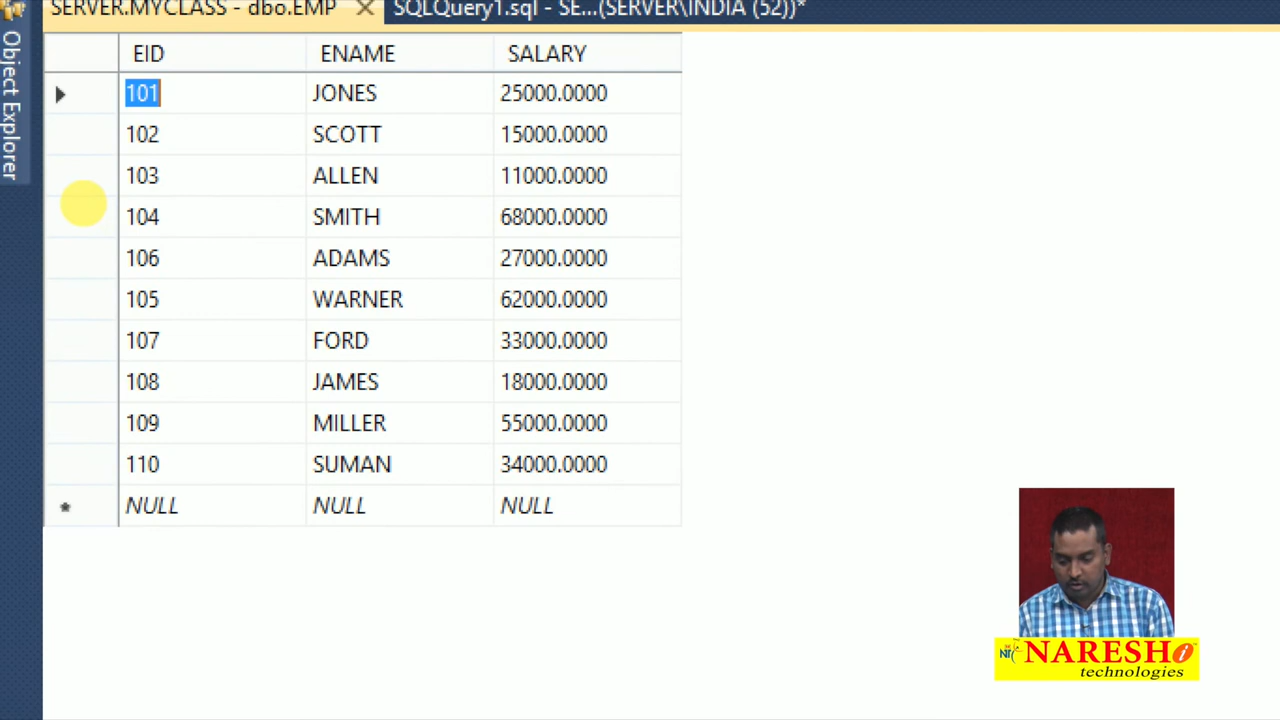 SERVER.MYCLASS - dbo.EMP
SQLQuery1.sql - SE...(SERVER\INDIA (52))*
Object Explorer
EID ENAME SALARY
101 JONES 25000.0000
102 SCOTT 15000.0000
103 ALLEN 11000.0000
104 SMITH 68000.0000
106 ADAMS 27000.0000
105 WARNER 62000.0000
107 FORD 33000.0000
108 JAMES 18000.0000
109 MILLER 55000.0000
110 SUMAN 34000.0000
NULL NULL NULL
NARESH i
technologies